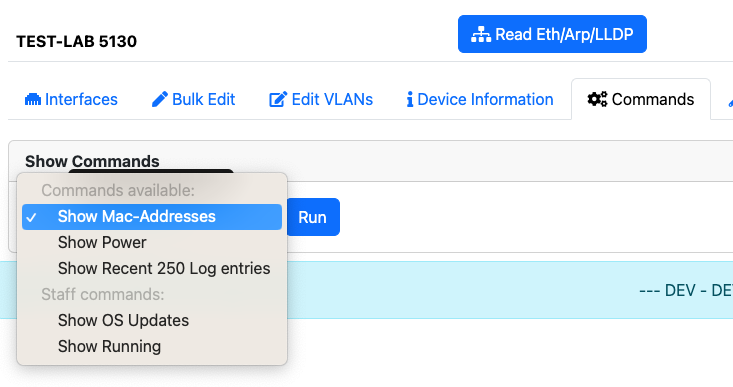 TEST-LAB 5130
Read Eth/Arp/LLDP
Interfaces Bulk Edit Edit VLANs Device Information Commands
Show Commands
Commands available:
✓ Show Mac-Addresses
Run
Show Power
Show Recent 250 Log entries
--- DEV - DE
Staff commands:
Show OS Updates
Show Running